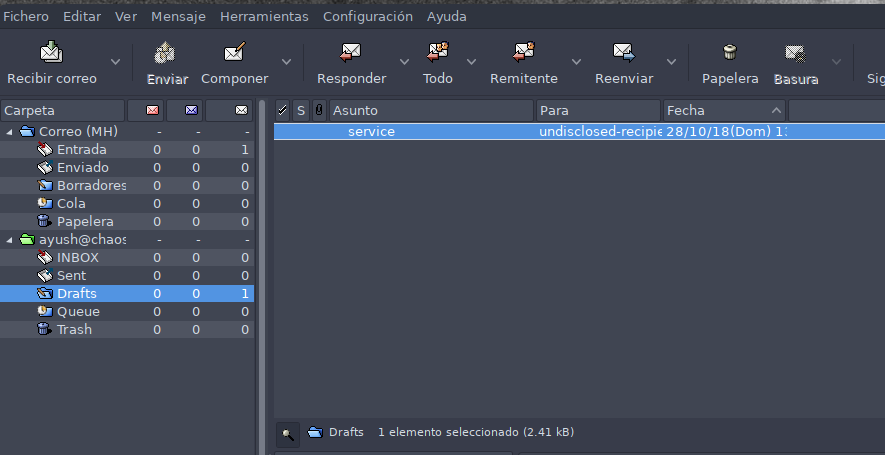 Fichero Editar Ver Mensaje Herramientas Configuración Ayuda
Recibir correo Enviar Componer Responder Todo Remitente Reenviar Papelera Basura Sig
Carpeta S Asunto Para Fecha
Correo (MH) - - -
service undisclosed-recipie 28/10/18(Dom) 1
Entrada 0 0 1
Enviado 0 0 0
Borradores 0 0 0
Cola 0 0 0
Papelera 0 0 0
ayush@chaos - - -
INBOX 0 0 0
Sent 0 0 0
Drafts 0 0 1
Queue 0 0 0
Trash 0 0 0
Drafts 1 elemento seleccionado (2.41 kB)